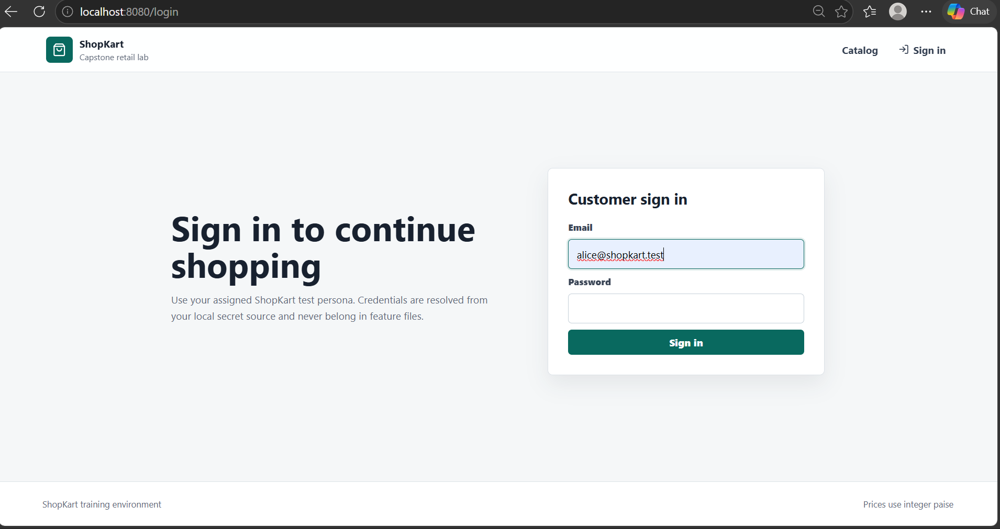 localhost:8080/login
Chat
ShopKart
Capstone retail lab
Catalog
Sign in
Sign in to continue
shopping
Use your assigned ShopKart test persona. Credentials are resolved from
your local secret source and never belong in feature files.
Customer sign in
Email
alice@shopkart.test
Password
Sign in
ShopKart training environment
Prices use integer paise